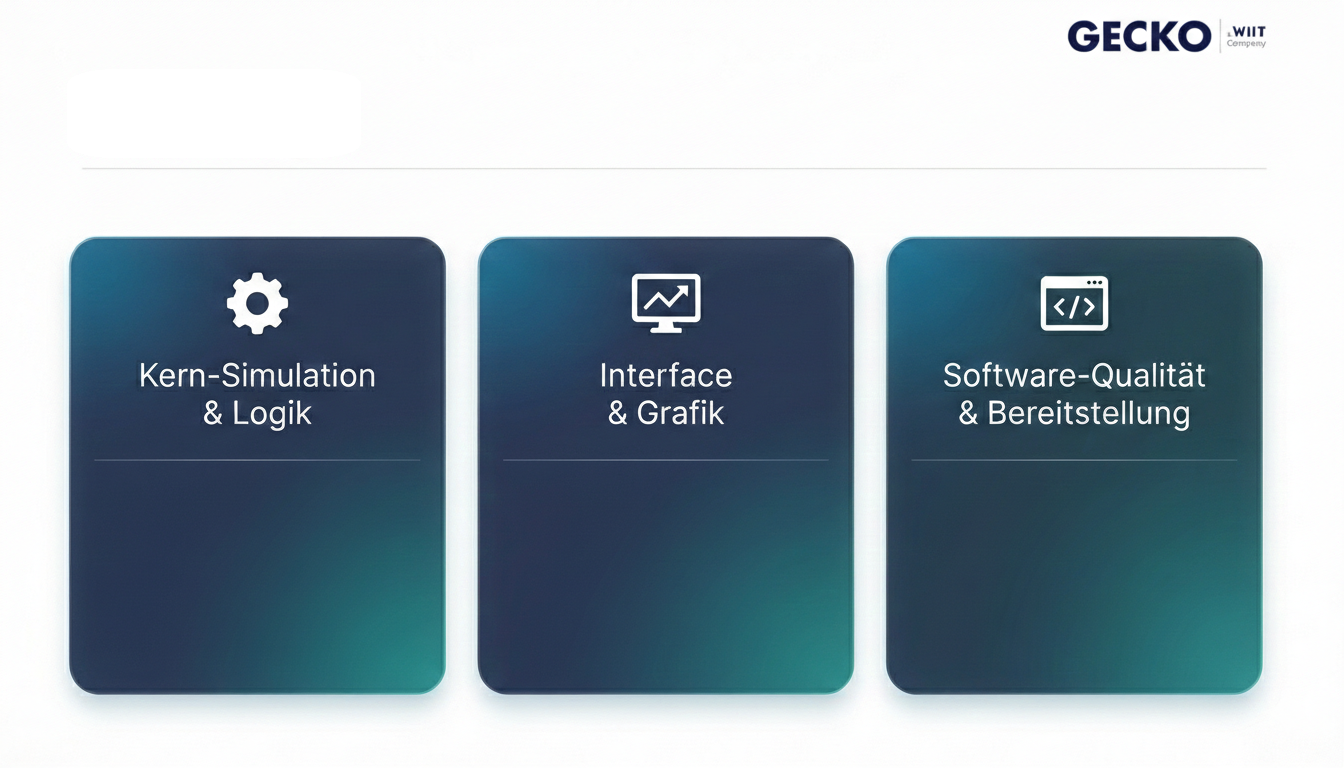 GECKO
a WIIT
Company
Kern-Simulation
& Logik
Interface
& Grafik
Software-Qualität
& Bereitstellung